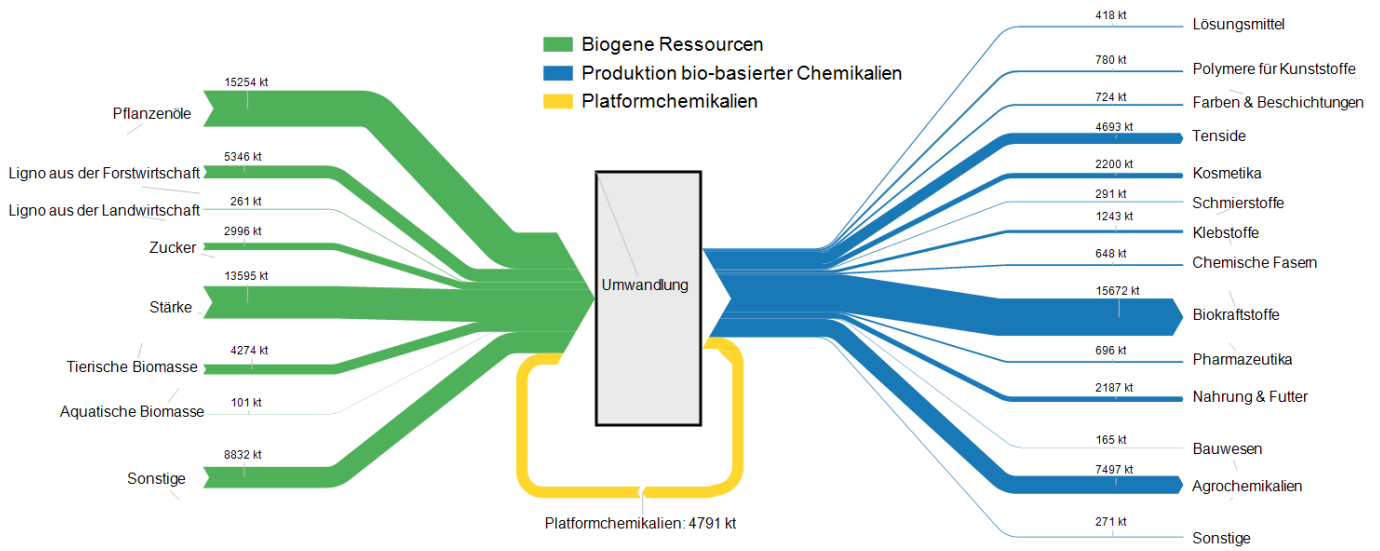 Biogene Ressourcen
Produktion bio-basierter Chemikalien
Platformchemikalien
15254 kt
Pflanzenöle
5346 kt
Ligno aus der Forstwirtschaft
261 kt
Ligno aus der Landwirtschaft
2996 kt
Zucker
13595 kt
Stärke
4274 kt
Tierische Biomasse
101 kt
Aquatische Biomasse
8832 kt
Sonstige
Umwandlung
Platformchemikalien: 4791 kt
418 kt
Lösungsmittel
780 kt
Polymere für Kunststoffe
724 kt
Farben & Beschichtungen
4693 kt
Tenside
2200 kt
Kosmetika
291 kt
Schmierstoffe
1243 kt
Klebstoffe
648 kt
Chemische Fasern
15672 kt
Biokraftstoffe
696 kt
Pharmazeutika
2187 kt
Nahrung & Futter
165 kt
Bauwesen
7497 kt
Agrochemikalien
271 kt
Sonstige